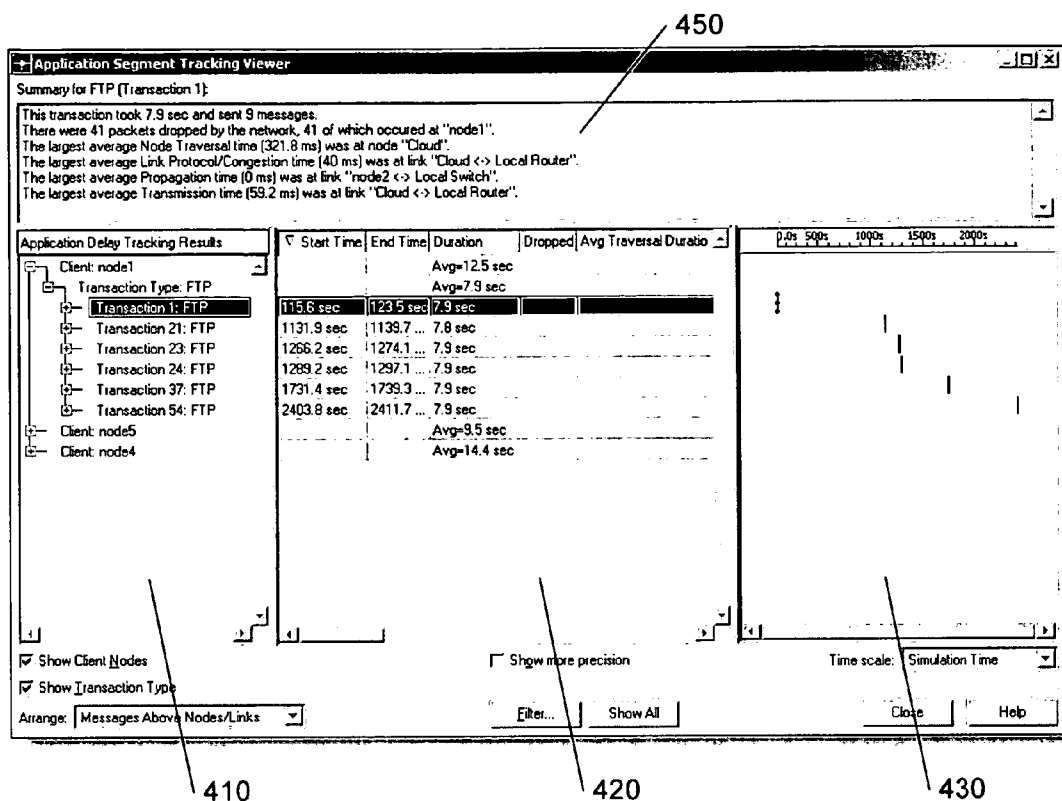 450
Application Segment Tracking Viewer
Summary for FTP (Transaction 1):
This transaction took 7.9 sec and sent 9 messages.
There were 41 packets dropped by the network, 41 of which occured at "node1".
The largest average Node Traversal time (321.8 ms) was at node "Cloud".
The largest average Link Protocol/Congestion time (40 ms) was at link "Cloud <-> Local Router".
The largest average Propagation time (0 ms) was at link "node2 <-> Local Switch".
The largest average Transmission time (59.2 ms) was at link "Cloud <-> Local Router".
Application Delay Tracking Results Start Time End Time Duration Dropped Avg Traversal Duratio 0.0s 500s 1000s 1500s 2000s
Client: node1 Avg=12.5 sec
Transaction Type: FTP Avg=7.9 sec
Transaction 1: FTP 115.6 sec 123.5 sec 7.9 sec
Transaction 21: FTP 1131.9 sec 1139.7 ... 7.8 sec
Transaction 23: FTP 1266.2 sec 1274.1 ... 7.9 sec
Transaction 24: FTP 1289.2 sec 1297.1 ... 7.9 sec
Transaction 37: FTP 1731.4 sec 1739.3 ... 7.9 sec
Transaction 54: FTP 2403.8 sec 2411.7 ... 7.9 sec
Client: node5 Avg=9.5 sec
Client: node4 Avg=14.4 sec
Show Client Nodes Show more precision Time scale: Simulation Time
Show Transaction Type
Arrange: Messages Above Nodes/Links Filter... Show All Close Help
410 420 430